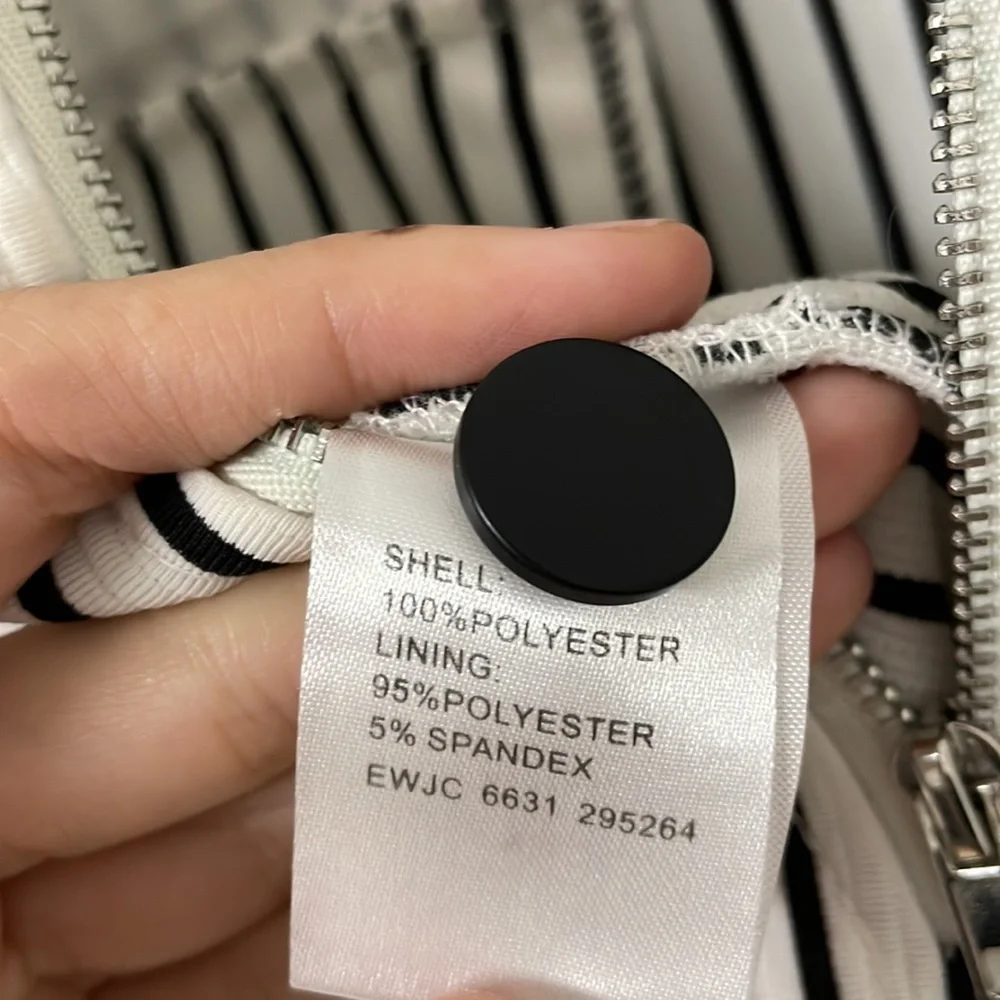 SHELL:
100%POLYESTER
LINING:
95%POLYESTER
5% SPANDEX
EWJC 6631 295264